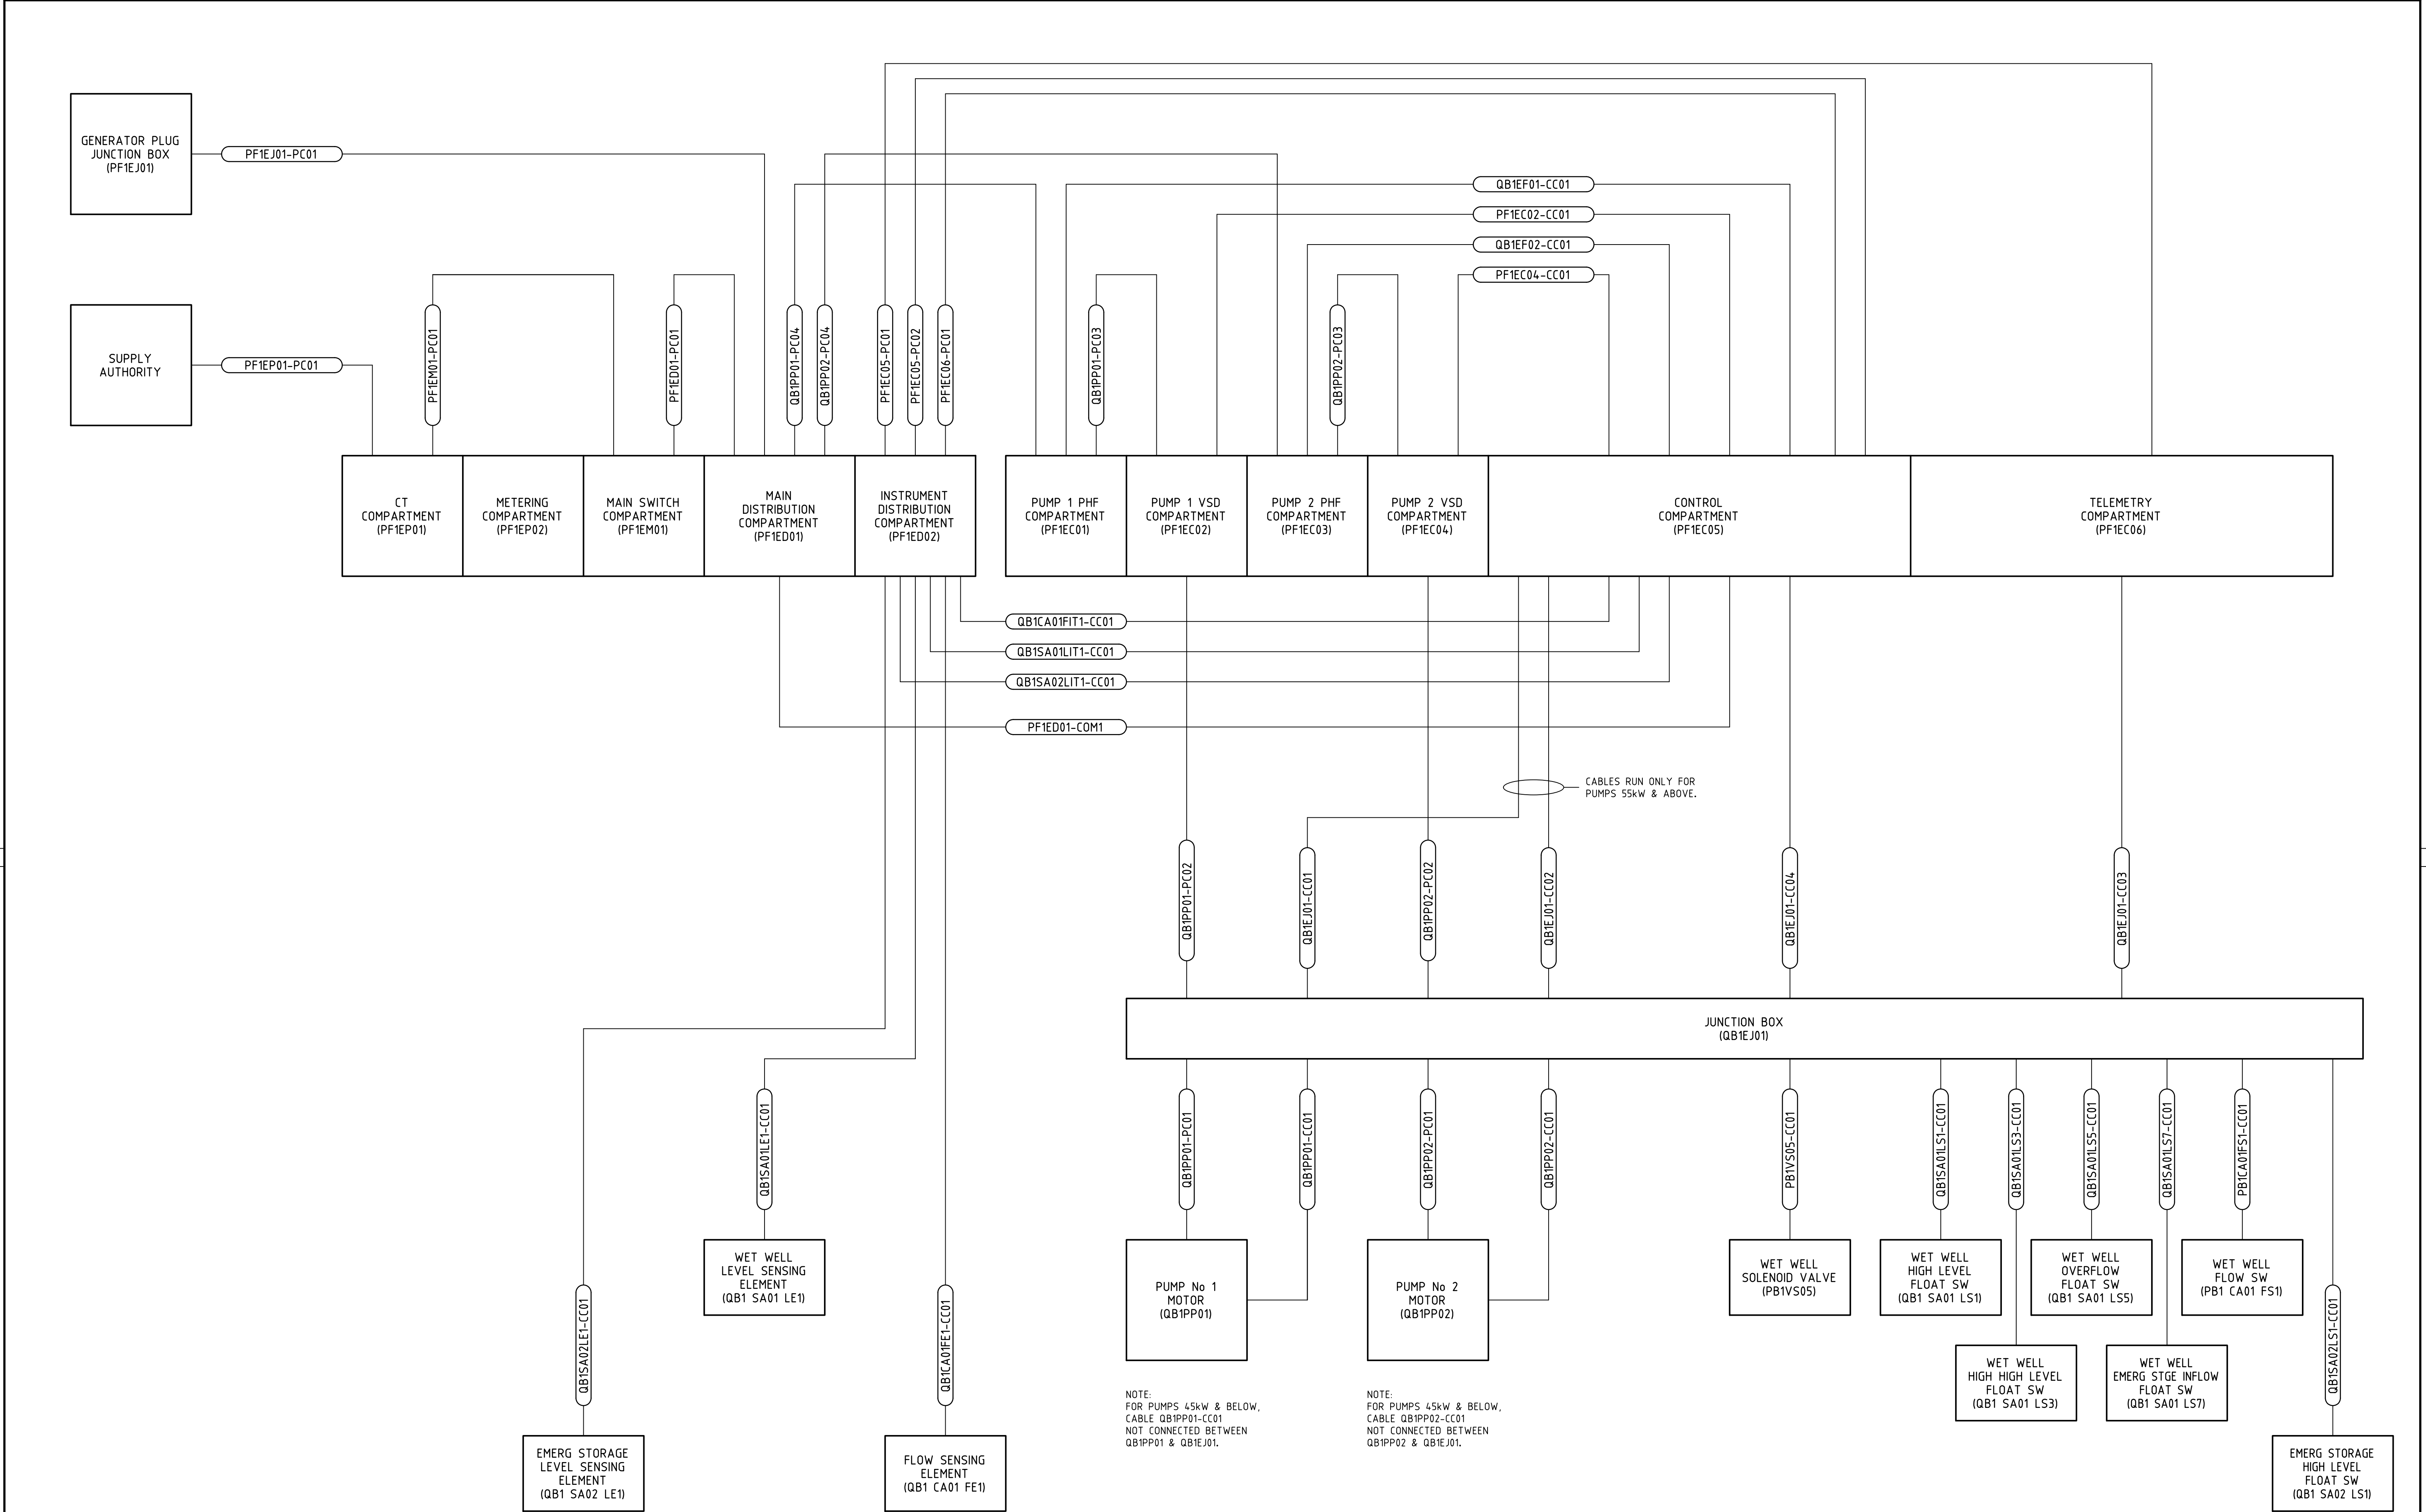 GENERATOR PLUG
JUNCTION BOX
(PF1EJ01)
PF1EJ01-PC01
QB1EF01-CC01
PF1EC02-CC01
QB1EF02-CC01
PF1EC04-CC01
SUPPLY
AUTHORITY
PF1EP01-PC01
PF1EM01-PC01
PF1ED01-PC01
QB1PP01-PC04
QB1PP02-PC04
PF1EC05-PC01
PF1EC05-PC02
PF1EC06-PC01
QB1PP01-PC03
QB1PP02-PC03
CT
COMPARTMENT
(PF1EP01)
METERING
COMPARTMENT
(PF1EP02)
MAIN SWITCH
COMPARTMENT
(PF1EM01)
MAIN
DISTRIBUTION
COMPARTMENT
(PF1ED01)
INSTRUMENT
DISTRIBUTION
COMPARTMENT
(PF1ED02)
PUMP 1 PHF
COMPARTMENT
(PF1EC01)
PUMP 1 VSD
COMPARTMENT
(PF1EC02)
PUMP 2 PHF
COMPARTMENT
(PF1EC03)
PUMP 2 VSD
COMPARTMENT
(PF1EC04)
CONTROL
COMPARTMENT
(PF1EC05)
TELEMETRY
COMPARTMENT
(PF1EC06)
QB1CA01FIT1-CC01
QB1SA01LIT1-CC01
QB1SA02LIT1-CC01
PF1ED01-COM1
CABLES RUN ONLY FOR
PUMPS 55kW & ABOVE.
QB1PP01-PC02
QB1EJ01-CC01
QB1PP02-PC02
QB1EJ01-CC02
QB1EJ01-CC04
QB1EJ01-CC03
JUNCTION BOX
(QB1EJ01)
QB1SA01LE1-CC01
QB1PP01-PC01
QB1PP01-CC01
QB1PP02-PC01
QB1PP02-CC01
PB1VS05-CC01
QB1SA01LS1-CC01
QB1SA01LS3-CC01
QB1SA01LS5-CC01
QB1SA01LS7-CC01
PB1CA01FS1-CC01
WET WELL
LEVEL SENSING
ELEMENT
(QB1 SA01 LE1)
PUMP No 1
MOTOR
(QB1PP01)
PUMP No 2
MOTOR
(QB1PP02)
WET WELL
SOLENOID VALVE
(PB1VS05)
WET WELL
HIGH LEVEL
FLOAT SW
(QB1 SA01 LS1)
WET WELL
OVERFLOW
FLOAT SW
(QB1 SA01 LS5)
WET WELL
FLOW SW
(PB1 CA01 FS1)
QB1SA02LE1-CC01
QB1CA01FE1-CC01
QB1SA02LS1-CC01
WET WELL
HIGH HIGH LEVEL
FLOAT SW
(QB1 SA01 LS3)
WET WELL
EMERG STGE INFLOW
FLOAT SW
(QB1 SA01 LS7)
NOTE:
FOR PUMPS 45kW & BELOW,
CABLE QB1PP01-CC01
NOT CONNECTED BETWEEN
QB1PP01 & QB1EJ01.
NOTE:
FOR PUMPS 45kW & BELOW,
CABLE QB1PP02-CC01
NOT CONNECTED BETWEEN
QB1PP02 & QB1EJ01.
EMERG STORAGE
LEVEL SENSING
ELEMENT
(QB1 SA02 LE1)
FLOW SENSING
ELEMENT
(QB1 CA01 FE1)
EMERG STORAGE
HIGH LEVEL
FLOAT SW
(QB1 SA02 LS1)